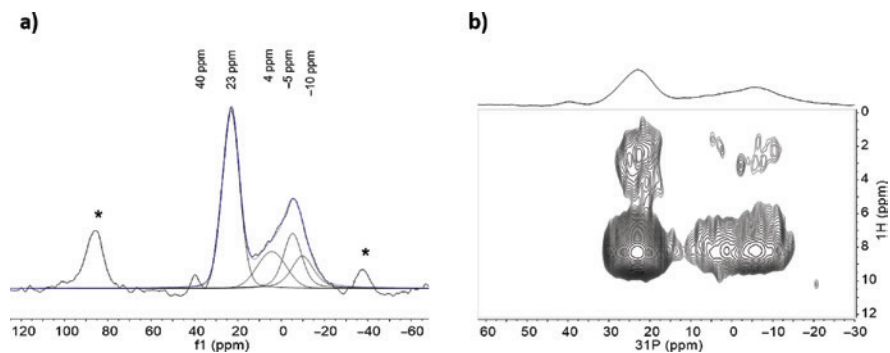 a)
40 ppm
23 ppm
4 ppm
–5 ppm
–10 ppm
*
*
120 100 80 60 40 20 0 –20 –40 –60
f1 (ppm)
b)
0
2
4
6
8
10
12
1H (ppm)
60 50 40 30 20 10 0 –10 –20 –30
31P (ppm)